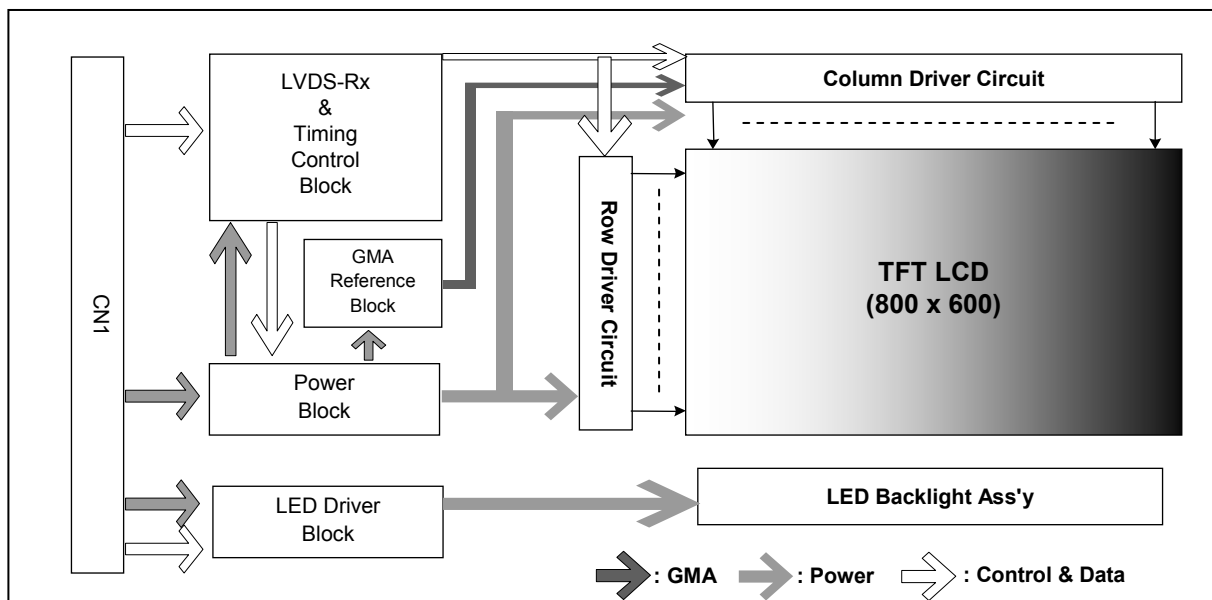 CN1
LVDS-Rx
&
Timing
Control
Block
GMA
Reference
Block
Power
Block
LED Driver
Block
Column Driver Circuit
Row Driver Circuit
TFT LCD
(800 x 600)
LED Backlight Ass'y
: GMA
: Power
: Control & Data